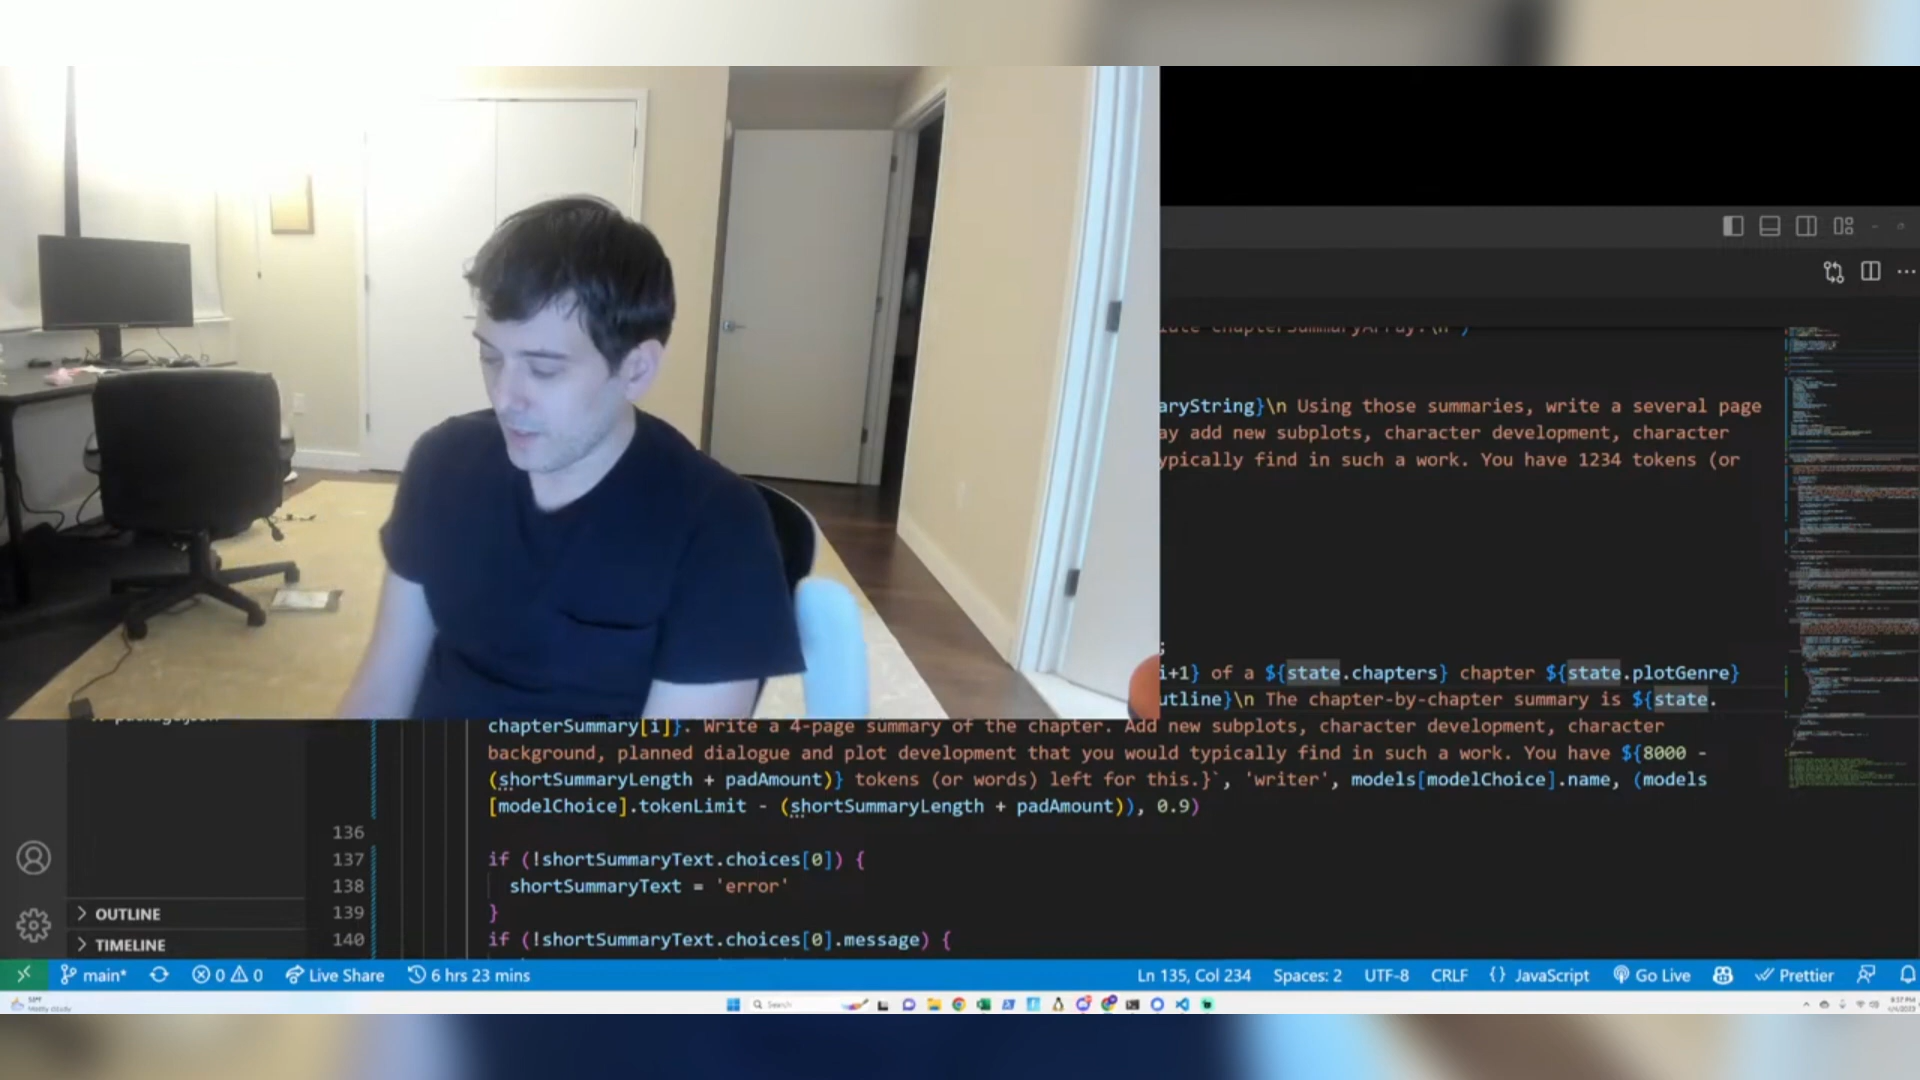 aryString}\n Using those summaries, write a several page
ay add new subplots, character development, character
ypically find in such a work. You have 1234 tokens (or
;
i+1} of a ${state.chapters} chapter ${state.plotGenre}
utline}\n The chapter-by-chapter summary is ${state.
chapterSummary[i]}. Write a 4-page summary of the chapter. Add new subplots, character development, character
background, planned dialogue and plot development that you would typically find in such a work. You have ${8000 -
(shortSummaryLength + padAmount)} tokens (or words) left for this.}`, 'writer', models[modelChoice].name, (models
[modelChoice].tokenLimit - (shortSummaryLength + padAmount)), 0.9)
136
137 if (!shortSummaryText.choices[0]) {
138 shortSummaryText = 'error'
139 }
140 if (!shortSummaryText.choices[0].message) {
OUTLINE
TIMELINE
main* 0 0 Live Share 6 hrs 23 mins Ln 135, Col 234 Spaces: 2 UTF-8 CRLF {} JavaScript Go Live Prettier
Search